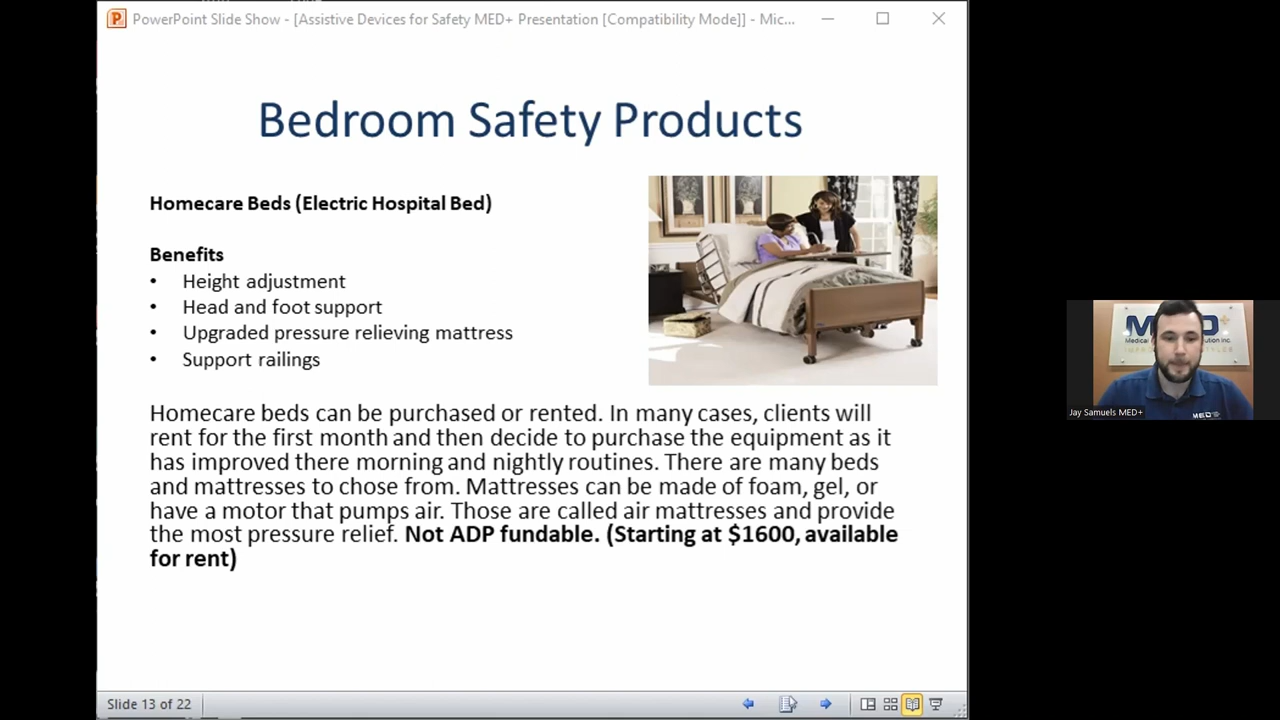 PowerPoint Slide Show - [Assistive Devices for Safety MED+ Presentation [Compatibility Mode]] - Mic...
Bedroom Safety Products
Homecare Beds (Electric Hospital Bed)
Benefits
• Height adjustment
• Head and foot support
• Upgraded pressure relieving mattress
• Support railings
Homecare beds can be purchased or rented. In many cases, clients will
rent for the first month and then decide to purchase the equipment as it
has improved there morning and nightly routines. There are many beds
and mattresses to chose from. Mattresses can be made of foam, gel, or
have a motor that pumps air. Those are called air mattresses and provide
the most pressure relief. Not ADP fundable. (Starting at $1600, available
for rent)
Slide 13 of 22
MED+
Medical
Jay Samuels MED+